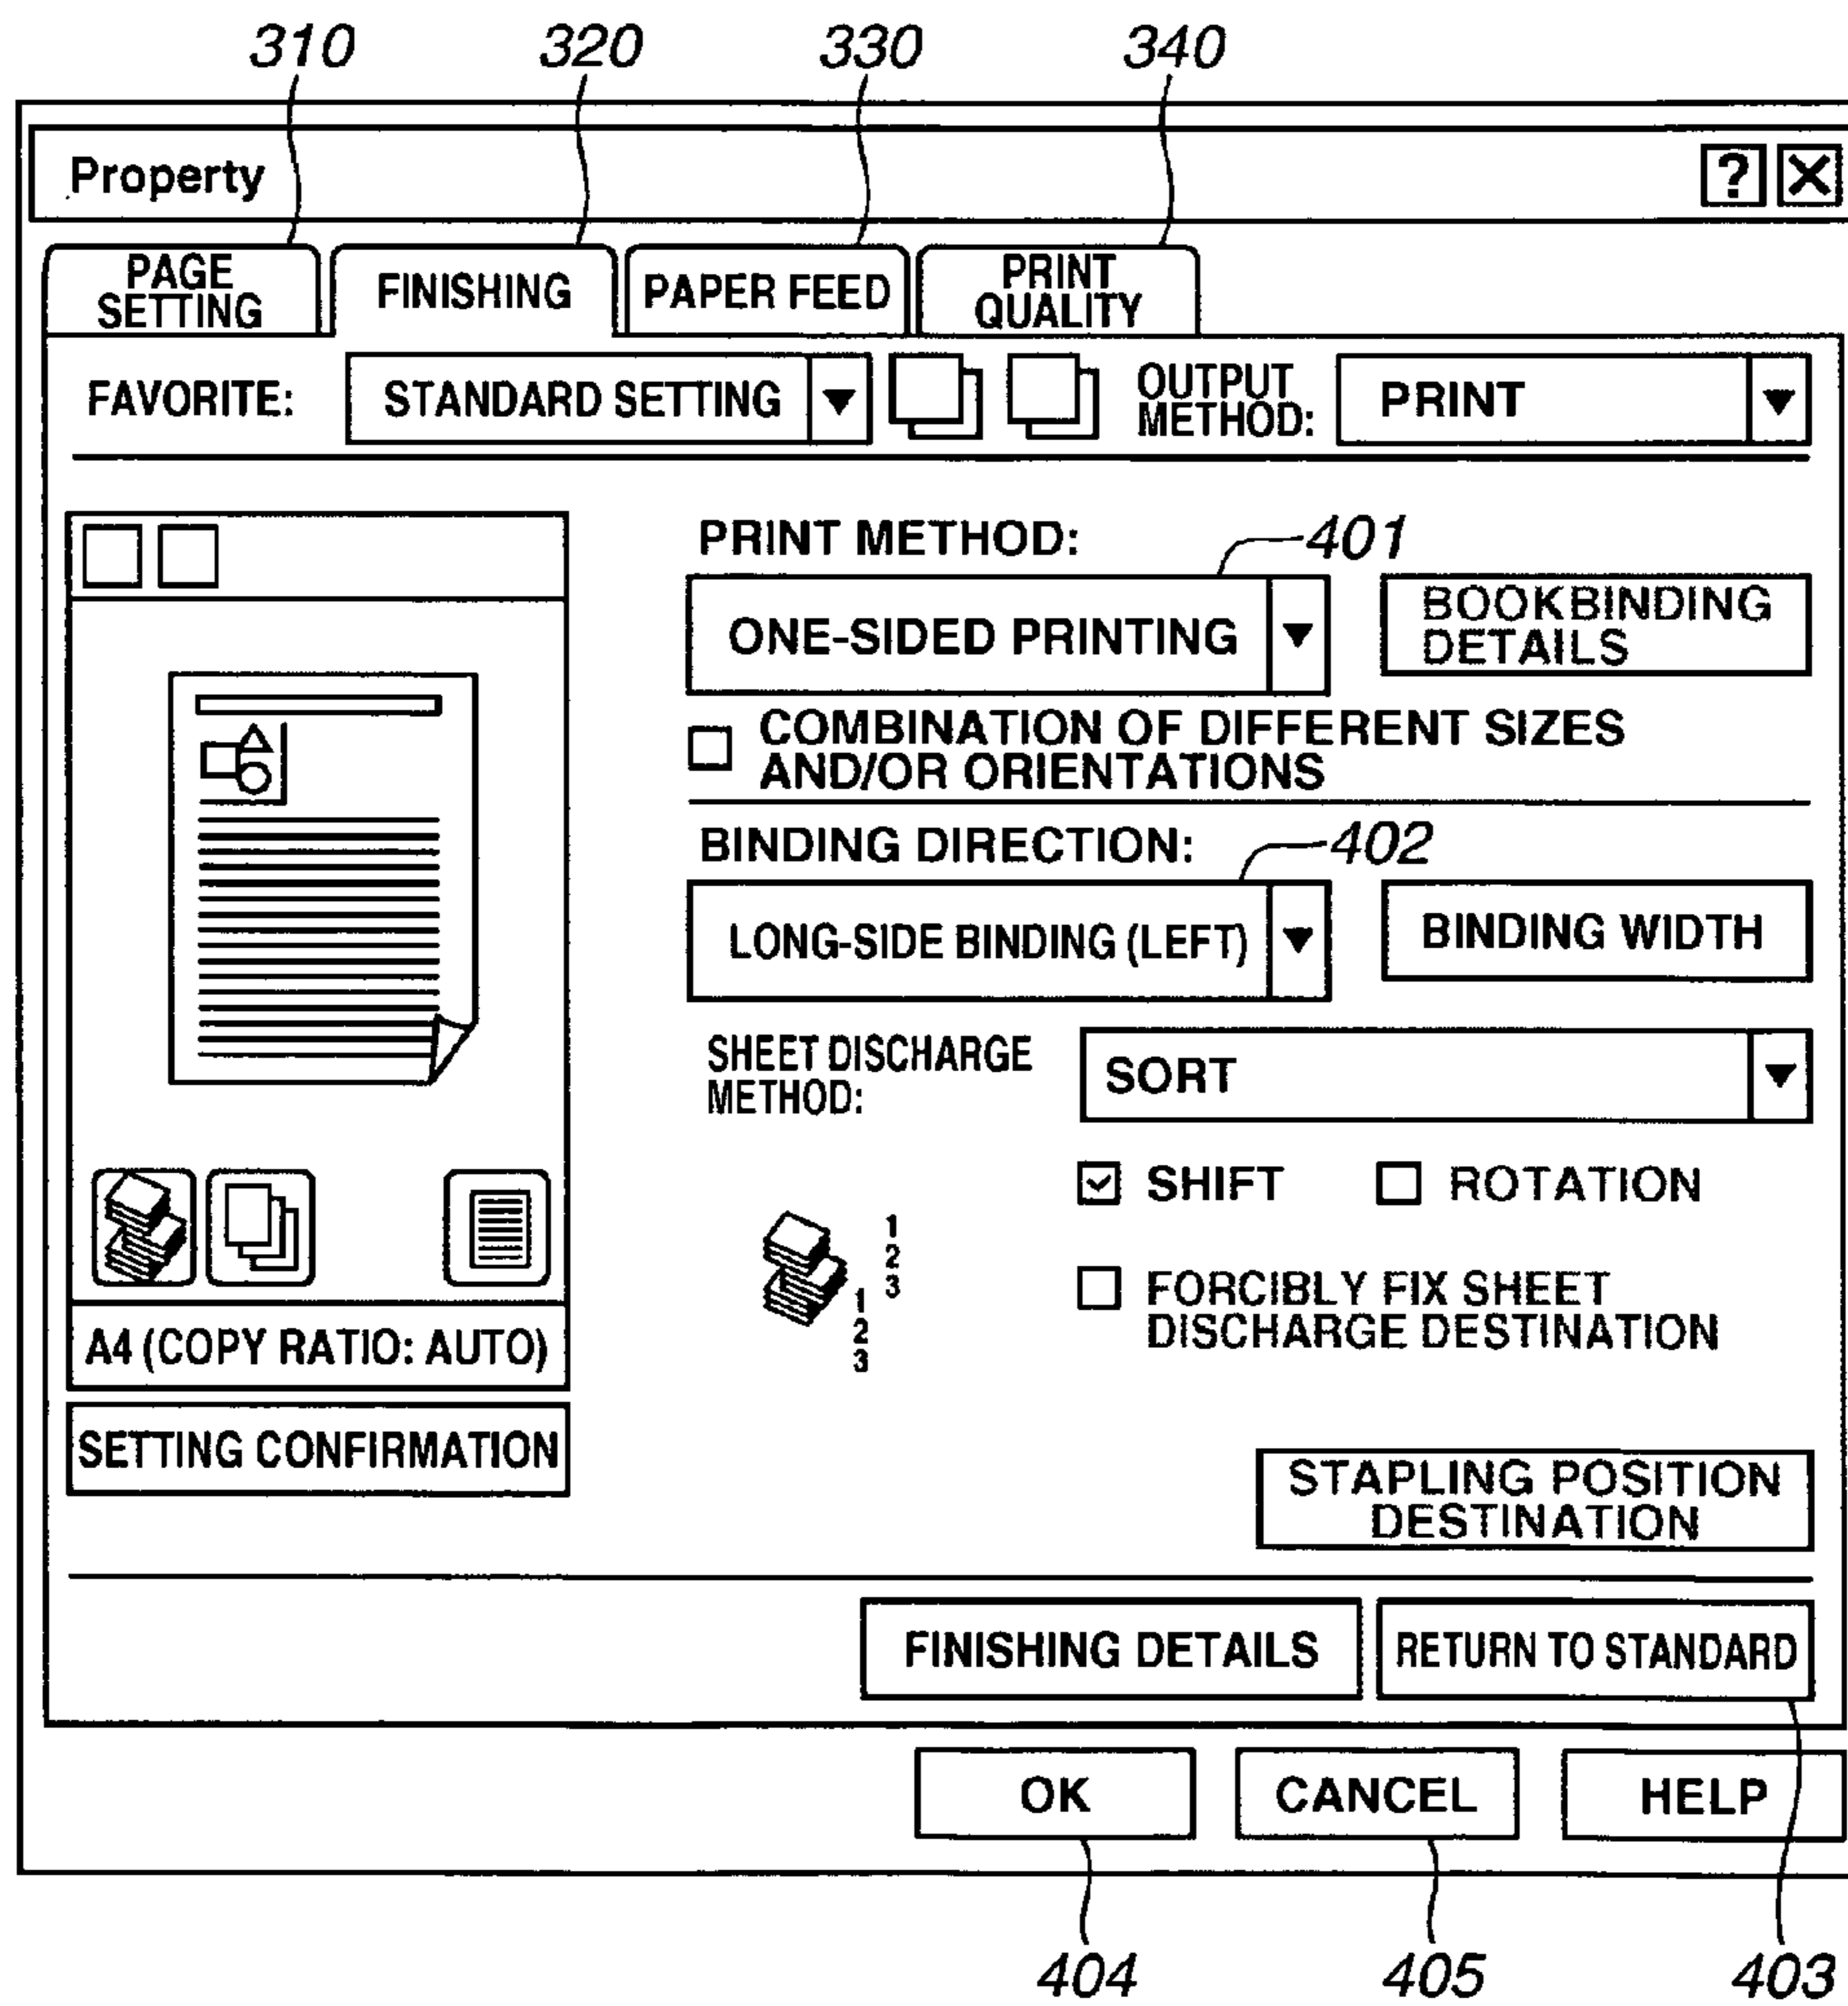 310 320 330 340
Property ? X
PAGE
SETTING
FINISHING
PAPER FEED
PRINT
QUALITY
FAVORITE:
STANDARD SETTING
OUTPUT
METHOD:
PRINT
PRINT METHOD:
401
ONE-SIDED PRINTING
BOOKBINDING
DETAILS
COMBINATION OF DIFFERENT SIZES
AND/OR ORIENTATIONS
BINDING DIRECTION:
402
LONG-SIDE BINDING (LEFT)
BINDING WIDTH
SHEET DISCHARGE
METHOD:
SORT
SHIFT
ROTATION
1
2
3
1
2
3
FORCIBLY FIX SHEET
DISCHARGE DESTINATION
A4 (COPY RATIO: AUTO)
SETTING CONFIRMATION
STAPLING POSITION
DESTINATION
FINISHING DETAILS
RETURN TO STANDARD
OK
CANCEL
HELP
404 405 403